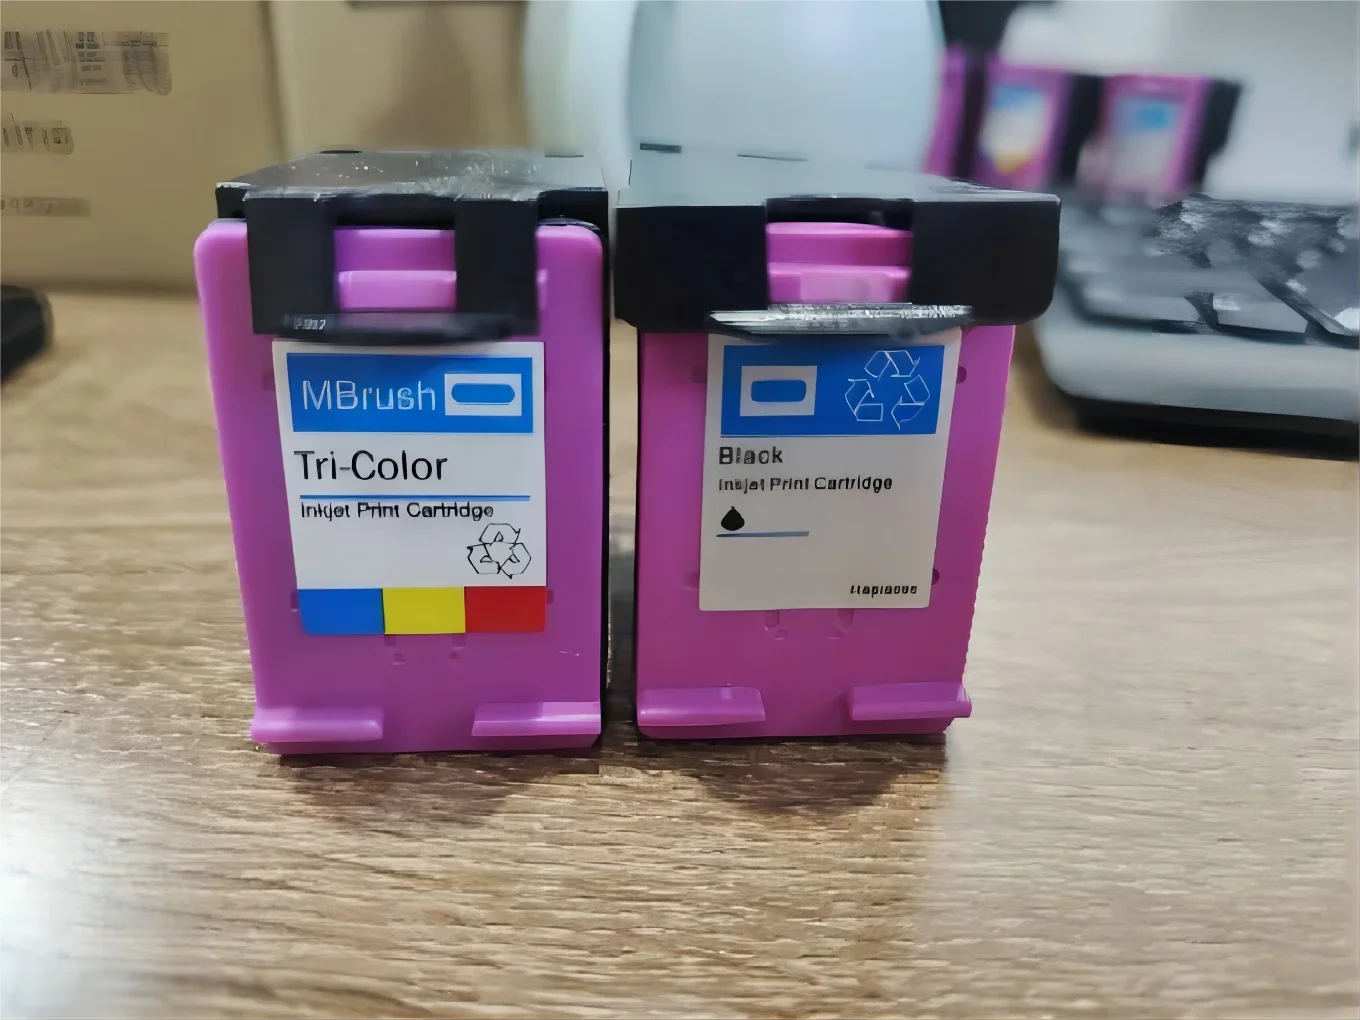 MBrush
Tri-Color
Inkjet Print Cartridge
Black
Inkjet Print Cartridge